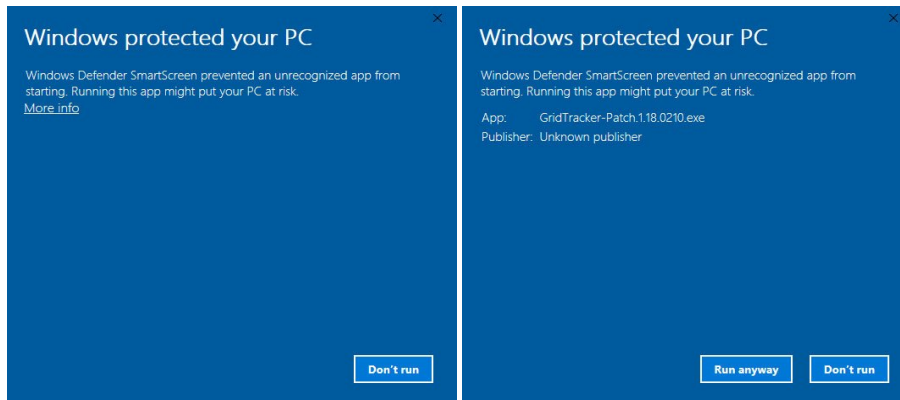 Windows protected your PC
Windows Defender SmartScreen prevented an unrecognized app from
starting. Running this app might put your PC at risk.
More info
Don't run
Windows protected your PC
Windows Defender SmartScreen prevented an unrecognized app from
starting. Running this app might put your PC at risk.
App: GridTracker-Patch.1.18.0210.exe
Publisher: Unknown publisher
Run anyway Don't run